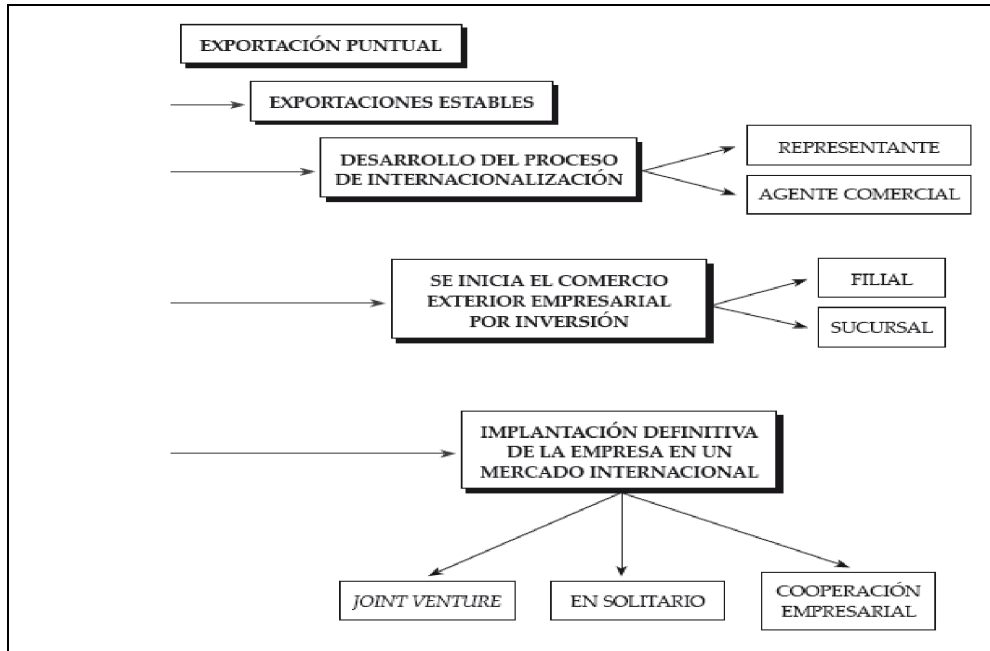 EXPORTACIÓN PUNTUAL
EXPORTACIONES ESTABLES
DESARROLLO DEL PROCESO
DE INTERNACIONALIZACIÓN
REPRESENTANTE
AGENTE COMERCIAL
SE INICIA EL COMERCIO
EXTERIOR EMPRESARIAL
POR INVERSIÓN
FILIAL
SUCURSAL
IMPLANTACIÓN DEFINITIVA
DE LA EMPRESA EN UN
MERCADO INTERNACIONAL
JOINT VENTURE
EN SOLITARIO
COOPERACIÓN
EMPRESARIAL